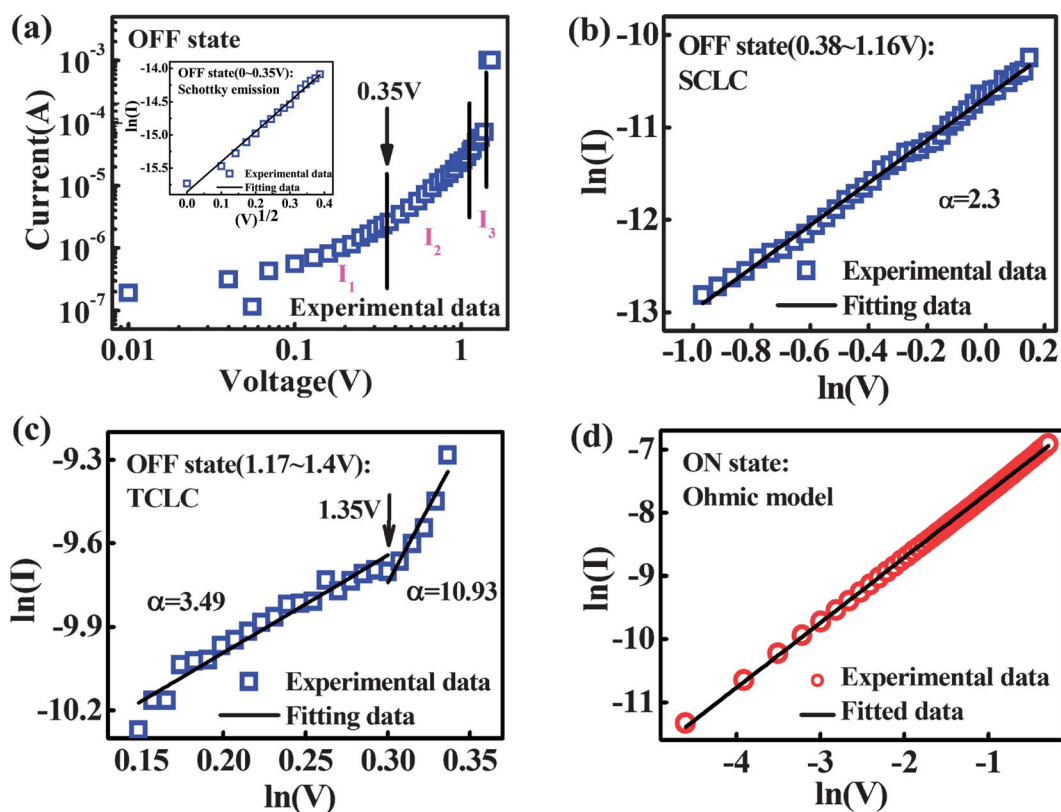 (a)
OFF state
OFF state(0~0.35V):
Schottky emission
ln(I)
-14.0
-14.5
-15.0
-15.5
0.0 0.1 0.2 0.3 0.4
(V)1/2
Experimental data
Fitting data
0.35V
I1
I2
I3
Experimental data
Current(A)
10-3
10-4
10-5
10-6
10-7
0.01 0.1 1
Voltage(V)
(b)
OFF state(0.38~1.16V):
SCLC
α=2.3
Experimental data
Fitting data
ln(I)
-10
-11
-12
-13
-1.0 -0.8 -0.6 -0.4 -0.2 0.0 0.2
ln(V)
(c)
OFF state(1.17~1.4V):
TCLC
1.35V
α=3.49
α=10.93
Experimental data
Fitting data
ln(I)
-9.3
-9.6
-9.9
-10.2
0.15 0.20 0.25 0.30 0.35
ln(V)
(d)
ON state:
Ohmic model
Experimental data
Fitted data
ln(I)
-7
-8
-9
-10
-11
-4 -3 -2 -1
ln(V)